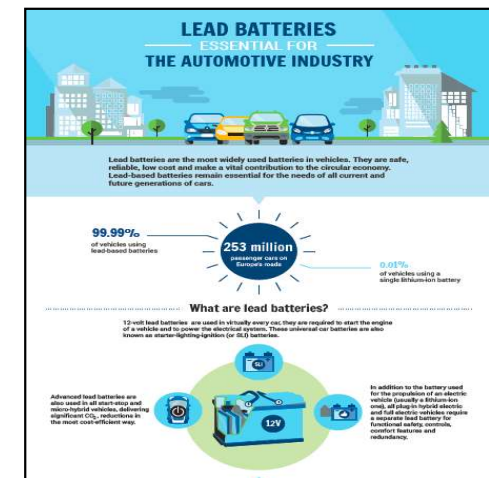 LEAD BATTERIES
ESSENTIAL FOR
THE AUTOMOTIVE INDUSTRY
Lead batteries are the most widely used batteries in vehicles. They are safe,
reliable, low cost and make a vital contribution to the circular economy.
Lead-based batteries remain essential for the needs of all current and
future generations of cars.
99.99%
of vehicles using
lead-based batteries
253 million
passenger cars on
Europe's roads
0.01%
of vehicles using a
single lithium-ion battery
What are lead batteries?
12-volt lead batteries are used in virtually every car, they are required to start the engine
of a vehicle and to power the electrical system. These universal car batteries are also
known as starter-lighting-ignition (or SLI) batteries.
SLI
Advanced lead batteries are
also used in all start-stop and
micro-hybrid vehicles, delivering
significant CO₂, reductions in
the most cost-efficient way.
12V
In addition to the battery used
for the propulsion of an electric
vehicle (usually a lithium-ion
one), all plug-in hybrid electric
and full electric vehicles require
a separate lead battery for
functional safety, controls,
comfort features and
redundancy.